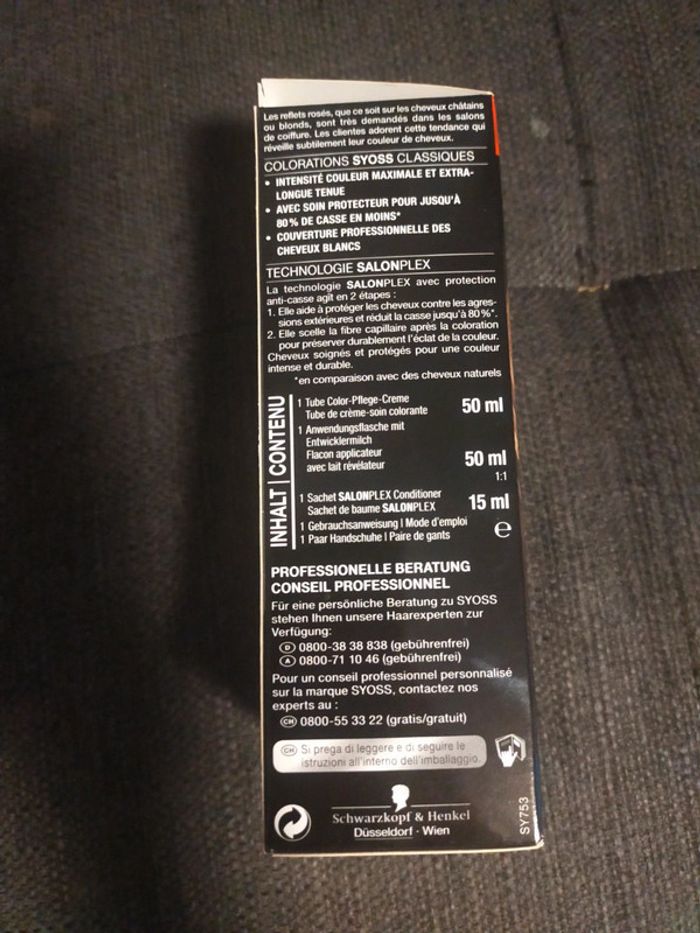 Les reflets rosés, que ce soit sur les cheveux châtains
ou blonds, sont très demandés dans les salons
de coiffure. Les clientes adorent cette tendance qui
réveille subtilement leur couleur de cheveux.
COLORATIONS SYOSS CLASSIQUES
• INTENSITÉ COULEUR MAXIMALE ET EXTRA-
LONGUE TENUE
• AVEC SOIN PROTECTEUR POUR JUSQU'À
80 % DE CASSE EN MOINS*
• COUVERTURE PROFESSIONNELLE DES
CHEVEUX BLANCS
TECHNOLOGIE SALONPLEX
La technologie SALONPLEX avec protection
anti-casse agit en 2 étapes :
1. Elle aide à protéger les cheveux contre les agres-
sions extérieures et réduit la casse jusqu'à 80 %*.
2. Elle scelle la fibre capillaire après la coloration
pour préserver durablement l'éclat de la couleur.
Cheveux soignés et protégés pour une couleur
intense et durable.
*en comparaison avec des cheveux naturels
INHALT | CONTENU
1 Tube Color-Pflege-Creme
Tube de crème-soin colorante 50 ml
1 Anwendungsflasche mit
Entwicklermilch
Flacon applicateur
avec lait révélateur 50 ml
1:1
1 Sachet SALONPLEX Conditioner
Sachet de baume SALONPLEX 15 ml
1 Gebrauchsanweisung | Mode d'emploi
1 Paar Handschuhe | Paire de gants ℮
PROFESSIONELLE BERATUNG
CONSEIL PROFESSIONNEL
Für eine persönliche Beratung zu SYOSS
stehen Ihnen unsere Haarexperten zur
Verfügung:
D 0800-38 38 838 (gebührenfrei)
A 0800-71 10 46 (gebührenfrei)
Pour un conseil professionnel personnalisé
sur la marque SYOSS, contactez nos
experts au :
CH 0800-55 33 22 (gratis/gratuit)
CH Si prega di leggere e di seguire le
istruzioni all'interno dell'imballaggio.
Schwarzkopf & Henkel
Düsseldorf · Wien
SY753